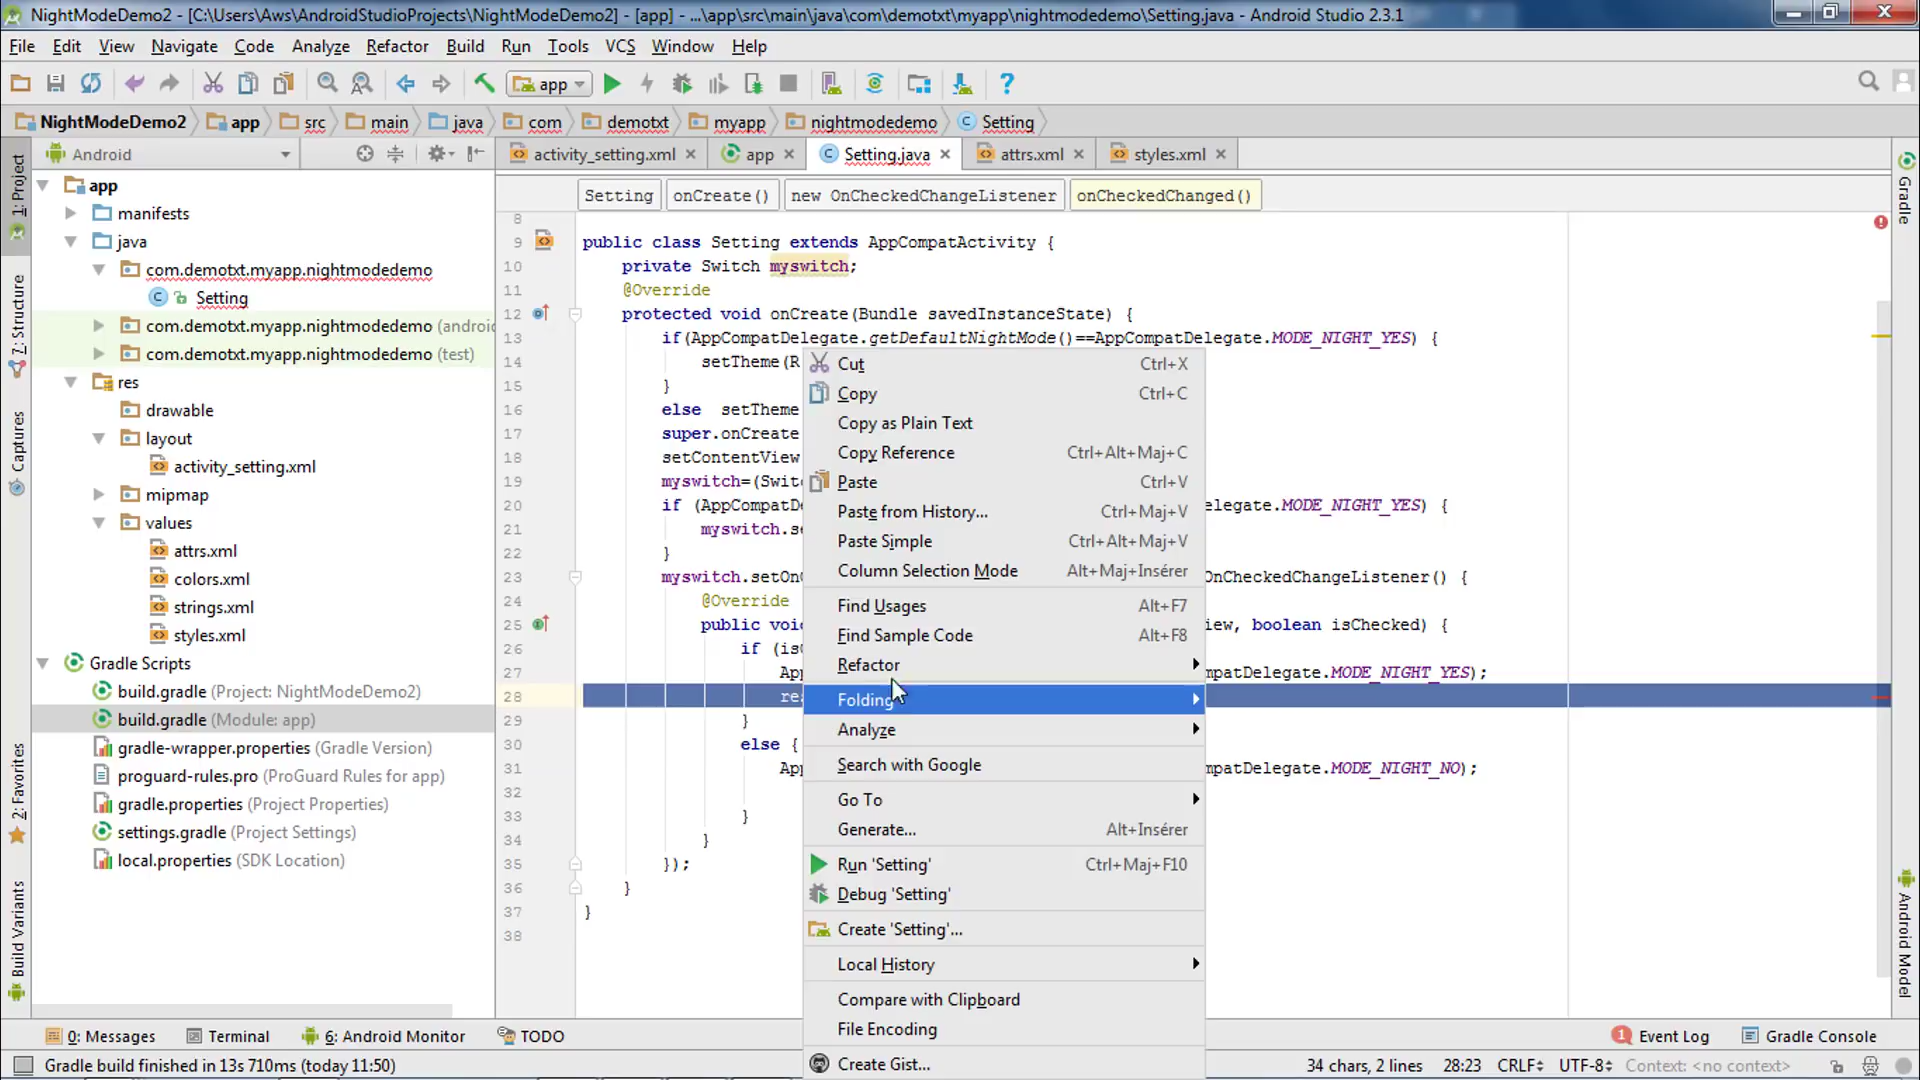 NightModeDemo2 - [C:\Users\Aws\AndroidStudioProjects\NightModeDemo2] - [app] - ...\app\src\main\java\com\demotxt\myapp\nightmodedemo\Setting.java - Android Studio 2.3.1
File Edit View Navigate Code Analyze Refactor Build Run Tools VCS Window Help
app
NightModeDemo2 app src main java com demotxt myapp nightmodedemo Setting
Android
activity_setting.xml app Setting.java attrs.xml styles.xml
Setting onCreate() new OnCheckedChangeListener onCheckedChanged()
1: Project
7: Structure
Captures
2: Favorites
Build Variants
app
manifests
java
com.demotxt.myapp.nightmodedemo
Setting
com.demotxt.myapp.nightmodedemo (android
com.demotxt.myapp.nightmodedemo (test)
res
drawable
layout
activity_setting.xml
mipmap
values
attrs.xml
colors.xml
strings.xml
styles.xml
Gradle Scripts
build.gradle (Project: NightModeDemo2)
build.gradle (Module: app)
gradle-wrapper.properties (Gradle Version)
proguard-rules.pro (ProGuard Rules for app)
gradle.properties (Project Properties)
settings.gradle (Project Settings)
local.properties (SDK Location)
8
9 public class Setting extends AppCompatActivity {
10 private Switch myswitch;
11 @Override
12 protected void onCreate(Bundle savedInstanceState) {
13 if(AppCompatDelegate.getDefaultNightMode()==AppCompatDelegate.MODE_NIGHT_YES) {
14 setTheme(R
15 }
16 else setTheme
17 super.onCreate
18 setContentView
19 myswitch=(Swit
20 if (AppCompatDe elegate.MODE_NIGHT_YES) {
21 myswitch.se
22 }
23 myswitch.setOnC OnCheckedChangeListener() {
24 @Override
25 public void iew, boolean isChecked) {
26 if (isC
27 App mpatDelegate.MODE_NIGHT_YES);
28 res
29 }
30 else {
31 App mpatDelegate.MODE_NIGHT_NO);
32
33 }
34 }
35 });
36 }
37 }
38
Cut Ctrl+X
Copy Ctrl+C
Copy as Plain Text
Copy Reference Ctrl+Alt+Maj+C
Paste Ctrl+V
Paste from History... Ctrl+Maj+V
Paste Simple Ctrl+Alt+Maj+V
Column Selection Mode Alt+Maj+Insérer
Find Usages Alt+F7
Find Sample Code Alt+F8
Refactor
Folding
Analyze
Search with Google
Go To
Generate... Alt+Insérer
Run 'Setting' Ctrl+Maj+F10
Debug 'Setting'
Create 'Setting'...
Local History
Compare with Clipboard
File Encoding
Create Gist...
Gradle
Android Model
0: Messages Terminal 6: Android Monitor TODO 1 Event Log Gradle Console
Gradle build finished in 13s 710ms (today 11:50) 34 chars, 2 lines 28:23 CRLF UTF-8 Context: <no context>